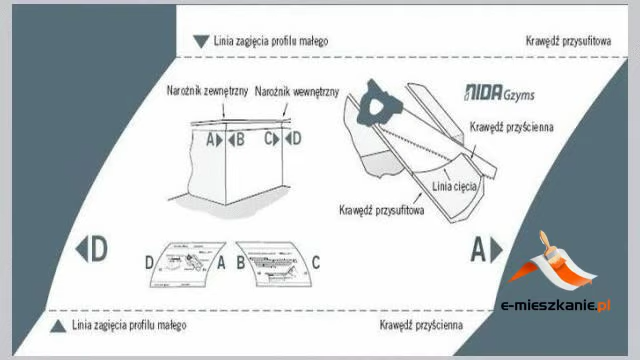 Linia zagięcia profilu małego
Krawędź przysufitowa
Narożnik zewnętrzny
Narożnik wewnętrzny
NIDA Gzyms
A B C D
Krawędź przyścienna
Linia cięcia
Krawędź przysufitowa
D
A
D A B C
e-mieszkanie.pl
Linia zagięcia profilu małego
Krawędź przyścienna